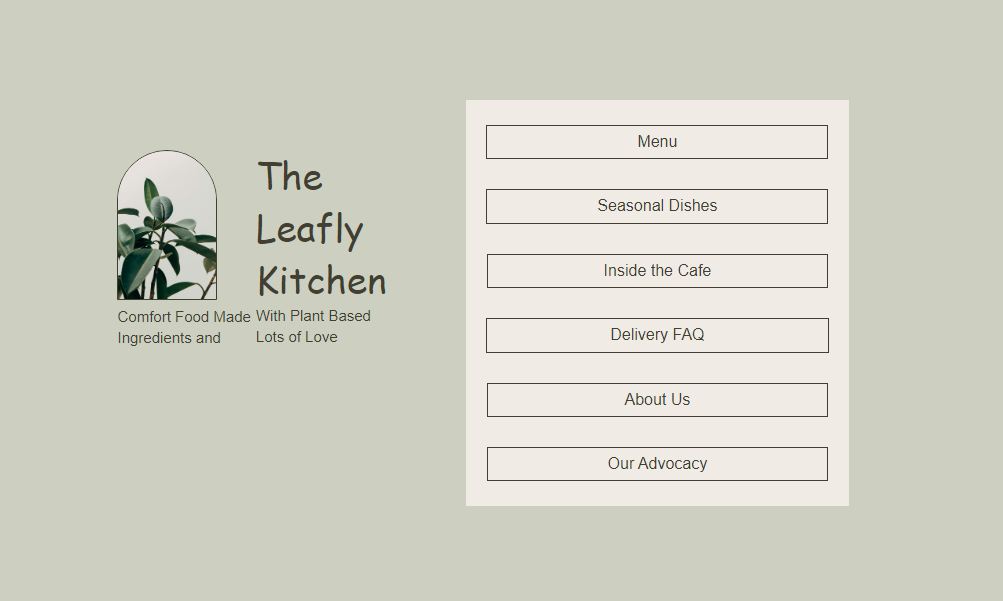 The
Leafly
Kitchen
Comfort Food Made With Plant Based
Ingredients and Lots of Love
Menu
Seasonal Dishes
Inside the Cafe
Delivery FAQ
About Us
Our Advocacy